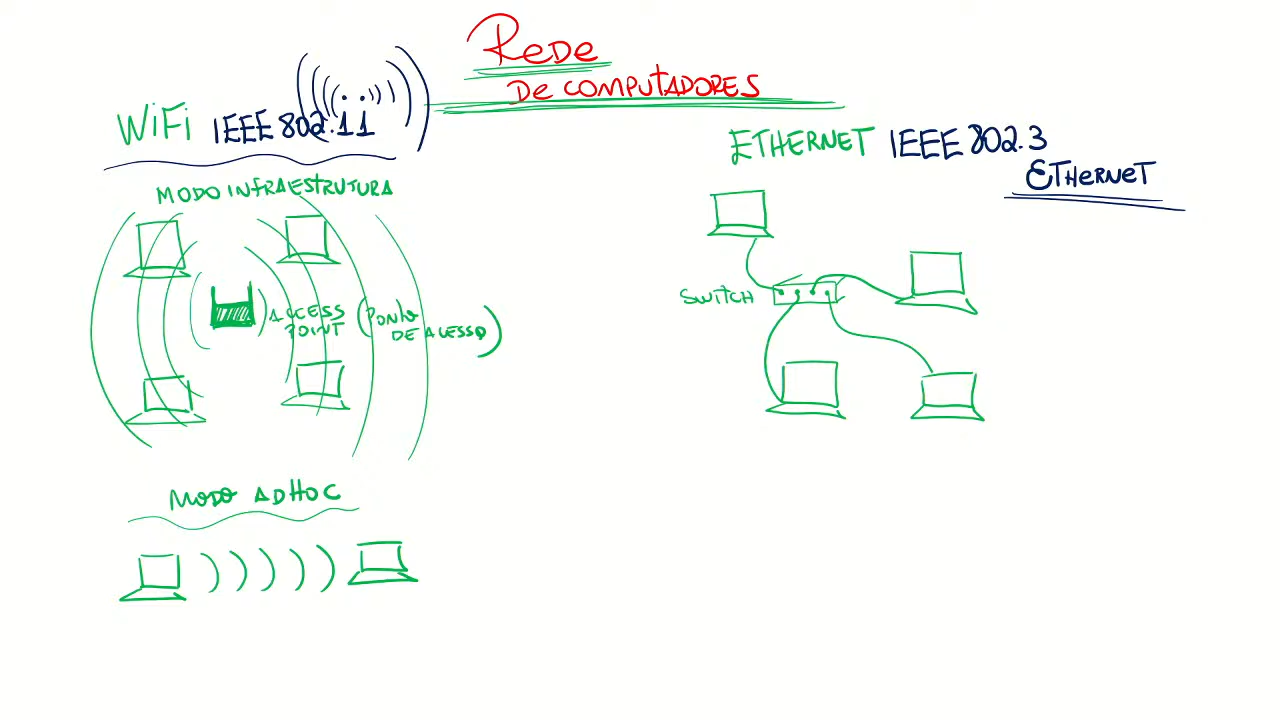 REDE
DE COMPUTADORES
WiFi IEEE 802.11
MODO INFRAESTRUTURA
ACCESS
POINT
(PONTO
DE ACESSO)
MODO ADHOC
ETHERNET IEEE 802.3
ETHERNET
SWITCH